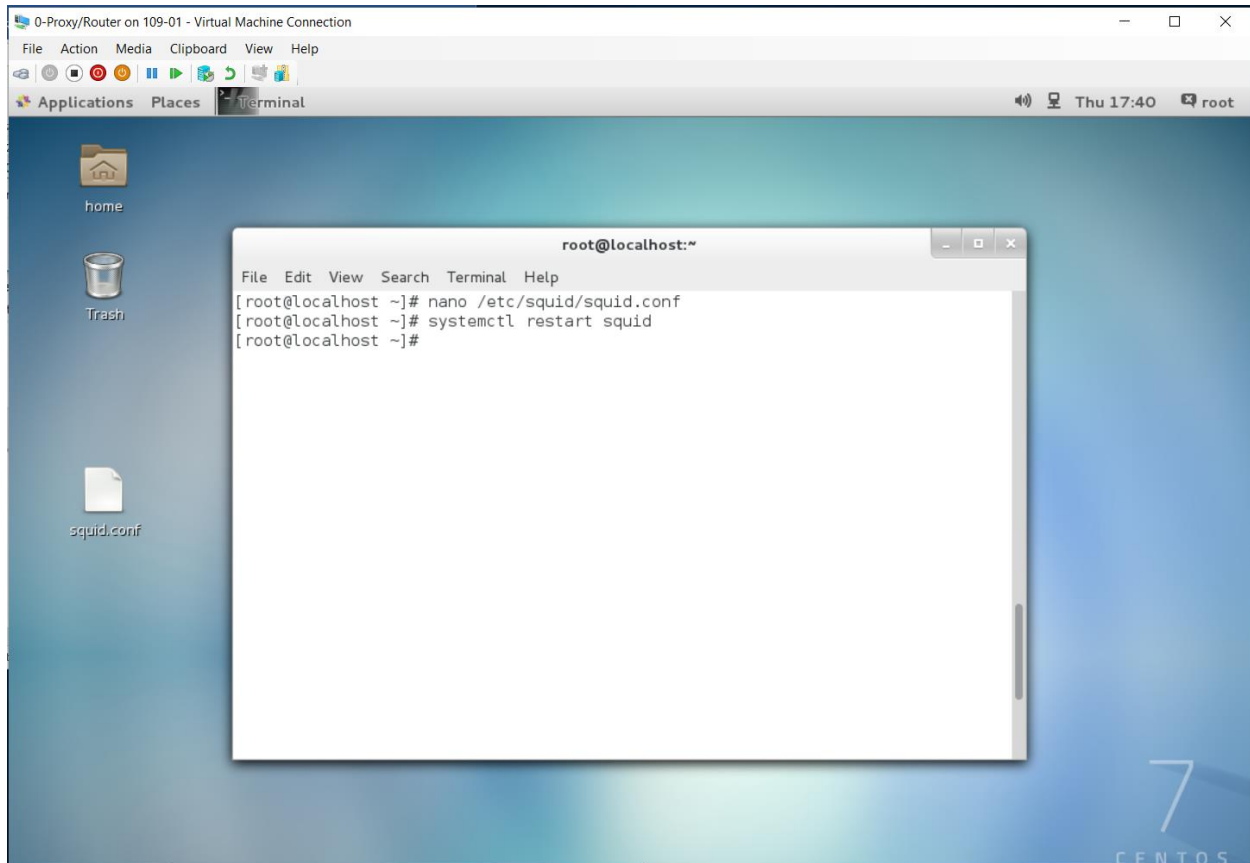 0-Proxy/Router on 109-01 - Virtual Machine Connection
File Action Media Clipboard View Help
Applications Places Terminal Thu 17:40 root
home
Trash
squid.conf
root@localhost:~
File Edit View Search Terminal Help
[root@localhost ~]# nano /etc/squid/squid.conf
[root@localhost ~]# systemctl restart squid
[root@localhost ~]#
7
CENTOS